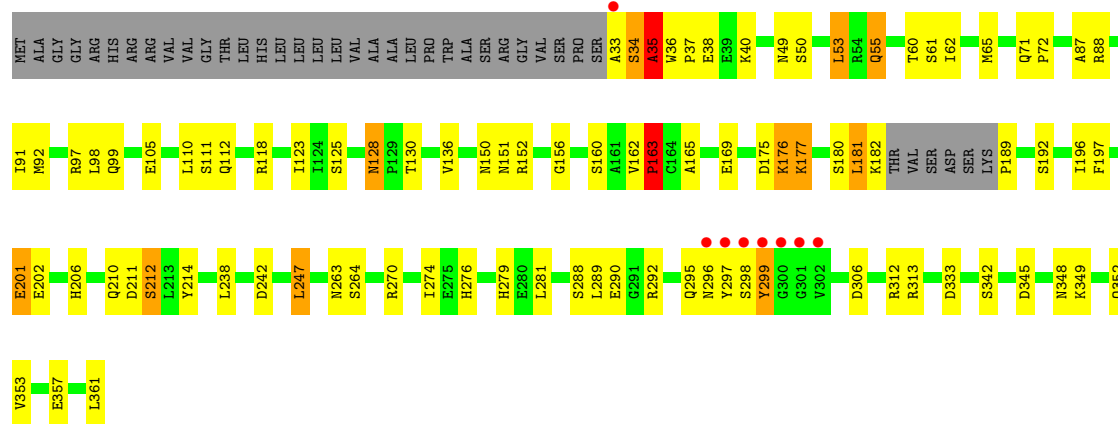 MET ALA GLY GLY ARG HIS ARG ARG VAL VAL GLY THR LEU HIS LEU LEU LEU LEU VAL ALA ALA LEU PRO TRP ALA SER ARG GLY VAL SER PRO SER A33 S34 A35 W36 P37 E38 E39 K40 N49 S50 L53 R54 Q55 T60 S61 I62 M65 Q71 P72 A87 R88
I91 M92 R97 L98 Q99 E105 L110 S111 Q112 R118 I123 I124 S125 N128 P129 T130 V136 N150 N151 R152 G156 S160 A161 V162 P163 C164 A165 E169 D175 K176 K177 S180 L181 K182 THR VAL SER ASP SER LYS P189 S192 I196 F197
E201 E202 H206 Q210 D211 S212 L213 Y214 L238 D242 L247 N263 S264 R270 I274 E275 H276 H279 E280 L281 S288 L289 E290 G291 R292 Q295 N296 Y297 S298 Y299 G300 G301 V302 D306 R312 R313 D333 S342 D345 N348 K349
V353 E357 L361